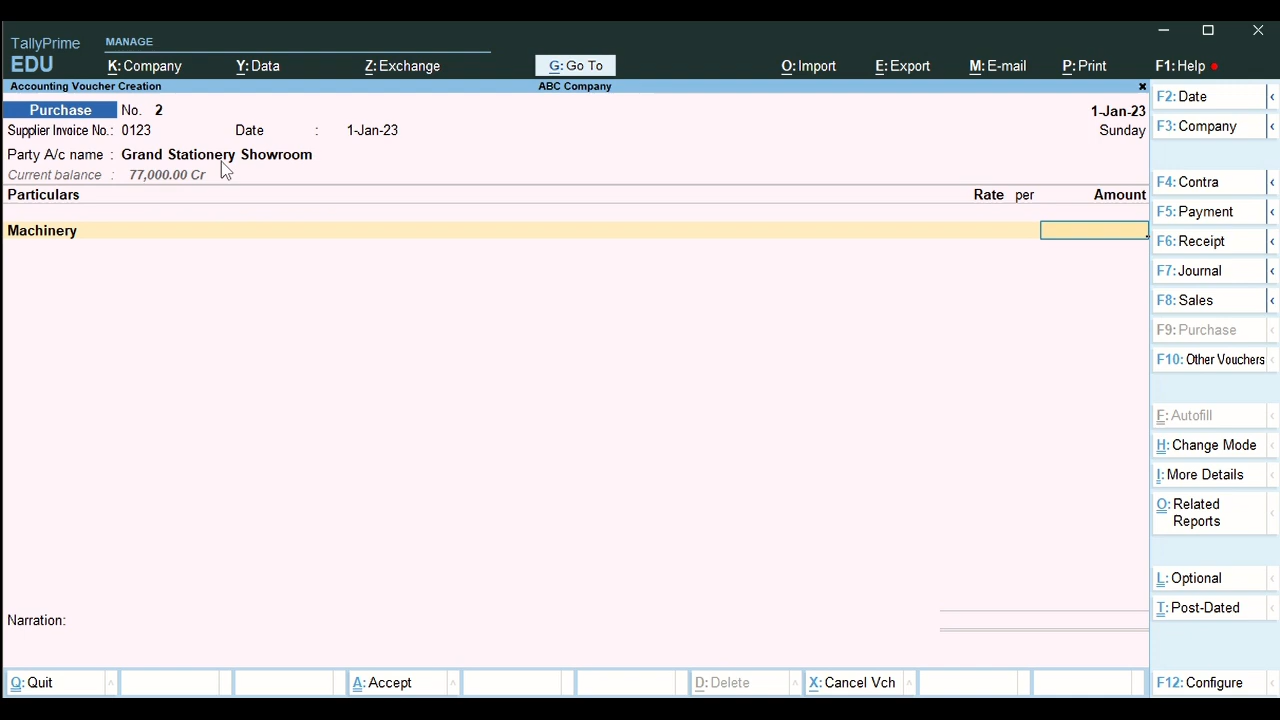 TallyPrime MANAGE
EDU K: Company Y: Data Z: Exchange G: Go To O: Import E: Export M: E-mail P: Print F1: Help
Accounting Voucher Creation ABC Company
Purchase No. 2 1-Jan-23
Supplier Invoice No.: 0123 Date : 1-Jan-23 Sunday
Party A/c name : Grand Stationery Showroom
Current balance : 77,000.00 Cr
Particulars Rate per Amount
Machinery
Narration:
F2: Date
F3: Company
F4: Contra
F5: Payment
F6: Receipt
F7: Journal
F8: Sales
F9: Purchase
F10: Other Vouchers
F: Autofill
H: Change Mode
I: More Details
O: Related
Reports
L: Optional
T: Post-Dated
Q: Quit A: Accept D: Delete X: Cancel Vch F12: Configure